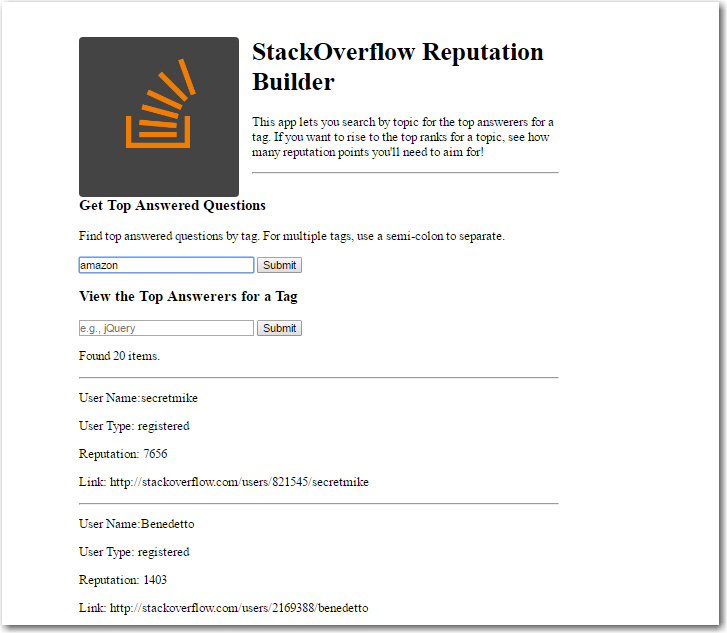 StackOverflow Reputation
Builder
This app lets you search by topic for the top answerers for a
tag. If you want to rise to the top ranks for a topic, see how
many reputation points you'll need to aim for!
Get Top Answered Questions
Find top answered questions by tag. For multiple tags, use a semi-colon to separate.
amazon Submit
View the Top Answerers for a Tag
e.g., jQuery Submit
Found 20 items.
User Name:secretmike
User Type: registered
Reputation: 7656
Link: http://stackoverflow.com/users/821545/secretmike
User Name:Benedetto
User Type: registered
Reputation: 1403
Link: http://stackoverflow.com/users/2169388/benedetto